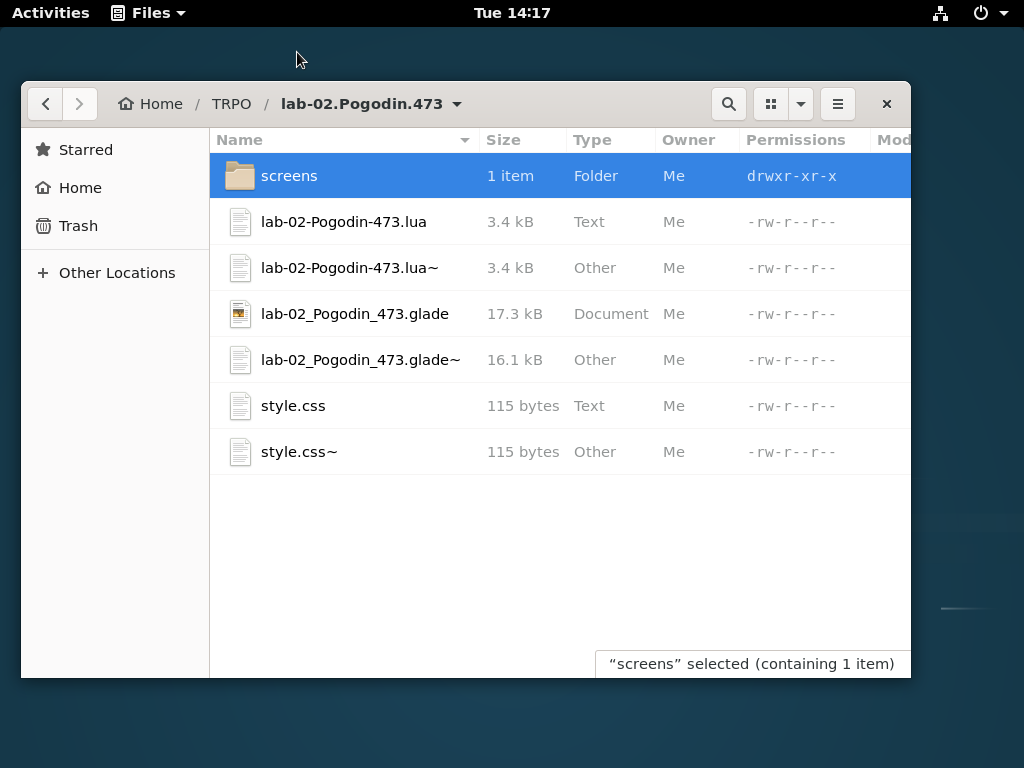 Activities Files Tue 14:17
Home / TRPO / lab-02.Pogodin.473
Starred
Home
Trash
Other Locations
Name Size Type Owner Permissions Mod
screens 1 item Folder Me drwxr-xr-x
lab-02-Pogodin-473.lua 3.4 kB Text Me -rw-r--r--
lab-02-Pogodin-473.lua~ 3.4 kB Other Me -rw-r--r--
lab-02_Pogodin_473.glade 17.3 kB Document Me -rw-r--r--
lab-02_Pogodin_473.glade~ 16.1 kB Other Me -rw-r--r--
style.css 115 bytes Text Me -rw-r--r--
style.css~ 115 bytes Other Me -rw-r--r--
“screens” selected (containing 1 item)